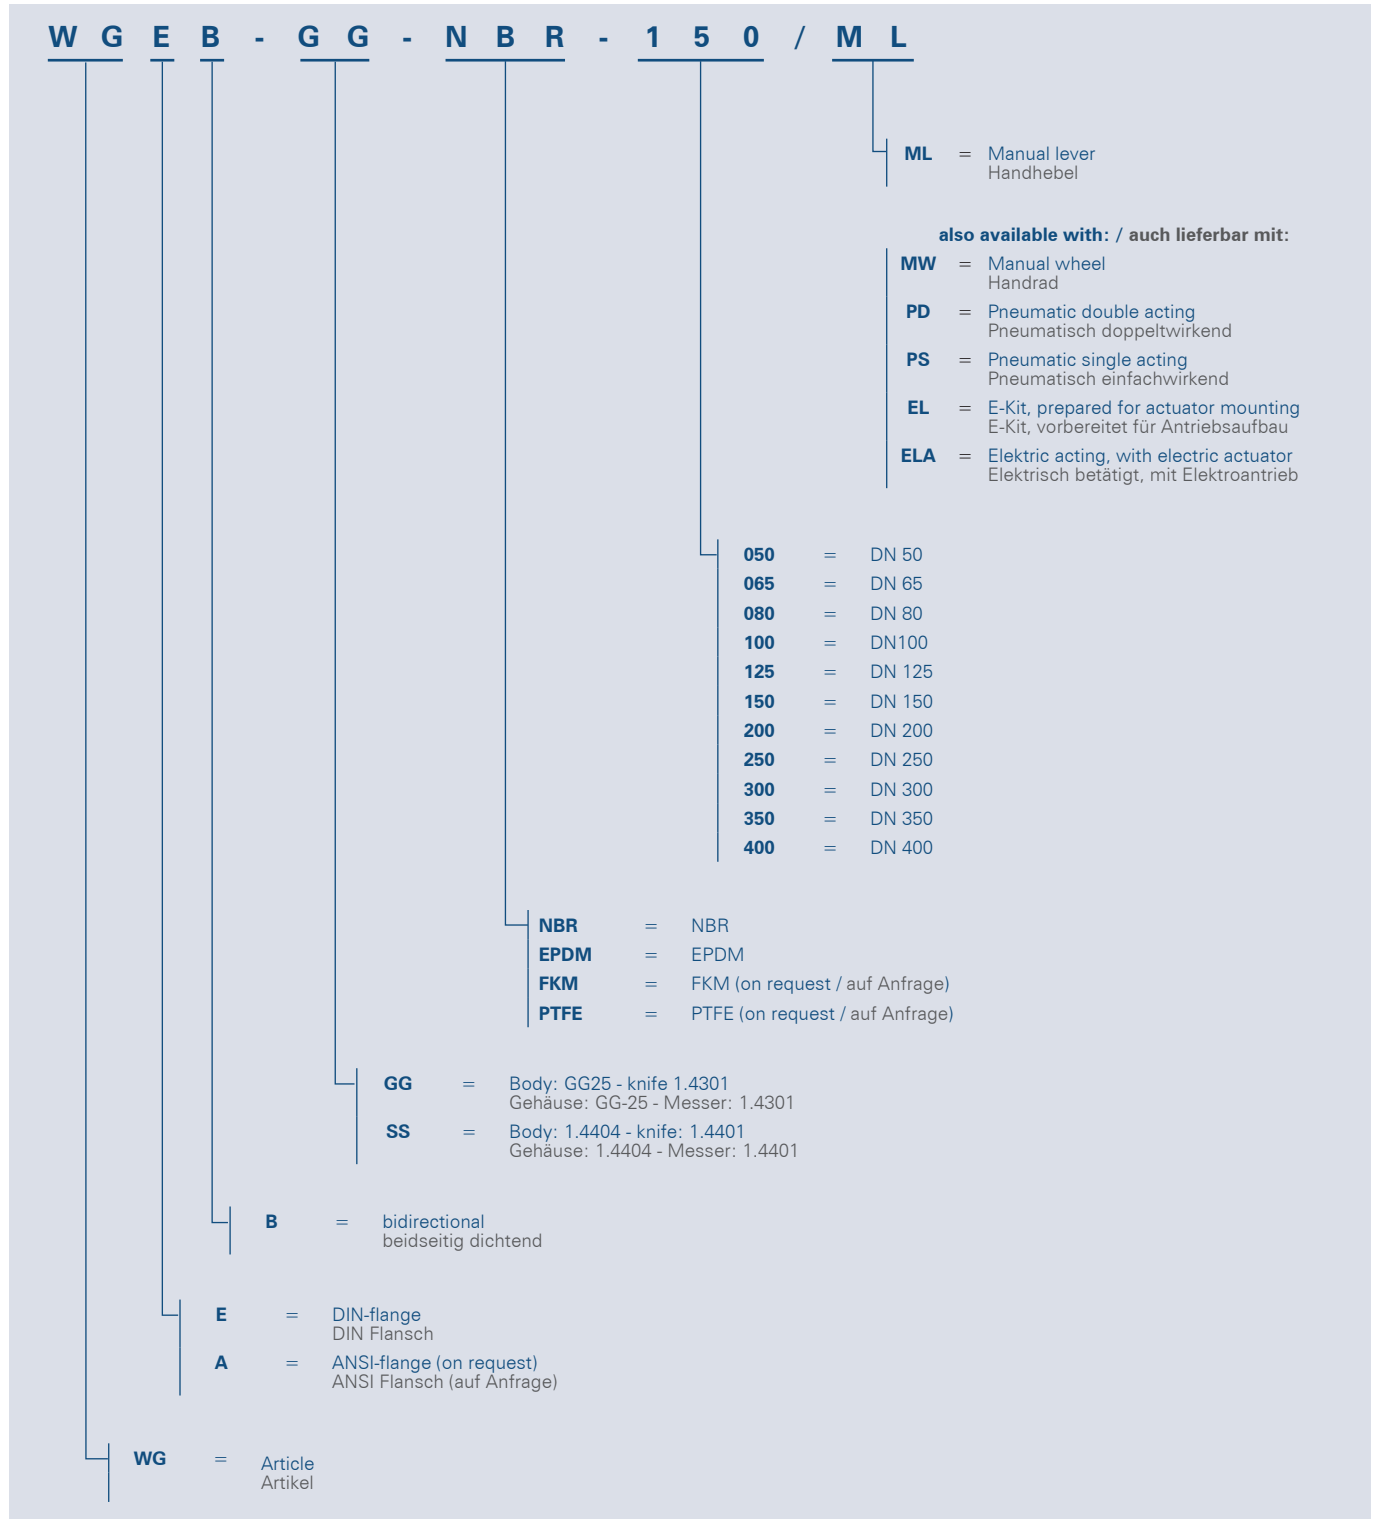 WGEB-GG-NBR-150/ML
ML = Manual lever
Handhebel
also available with: / auch lieferbar mit:
MW = Manual wheel
Handrad
PD = Pneumatic double acting
Pneumatisch doppeltwirkend
PS = Pneumatic single acting
Pneumatisch einfachwirkend
EL = E-Kit, prepared for actuator mounting
E-Kit, vorbereitet für Antriebsaufbau
ELA = Elektric acting, with electric actuator
Elektrisch betätigt, mit Elektroantrieb
050 = DN 50
065 = DN 65
080 = DN 80
100 = DN100
125 = DN 125
150 = DN 150
200 = DN 200
250 = DN 250
300 = DN 300
350 = DN 350
400 = DN 400
NBR = NBR
EPDM = EPDM
FKM = FKM (on request / auf Anfrage)
PTFE = PTFE (on request / auf Anfrage)
GG = Body: GG25 - knife 1.4301
Gehäuse: GG-25 - Messer: 1.4301
SS = Body: 1.4404 - knife: 1.4401
Gehäuse: 1.4404 - Messer: 1.4401
B = bidirectional
beidseitig dichtend
E = DIN-flange
DIN Flansch
A = ANSI-flange (on request)
ANSI Flansch (auf Anfrage)
WG = Article
Artikel